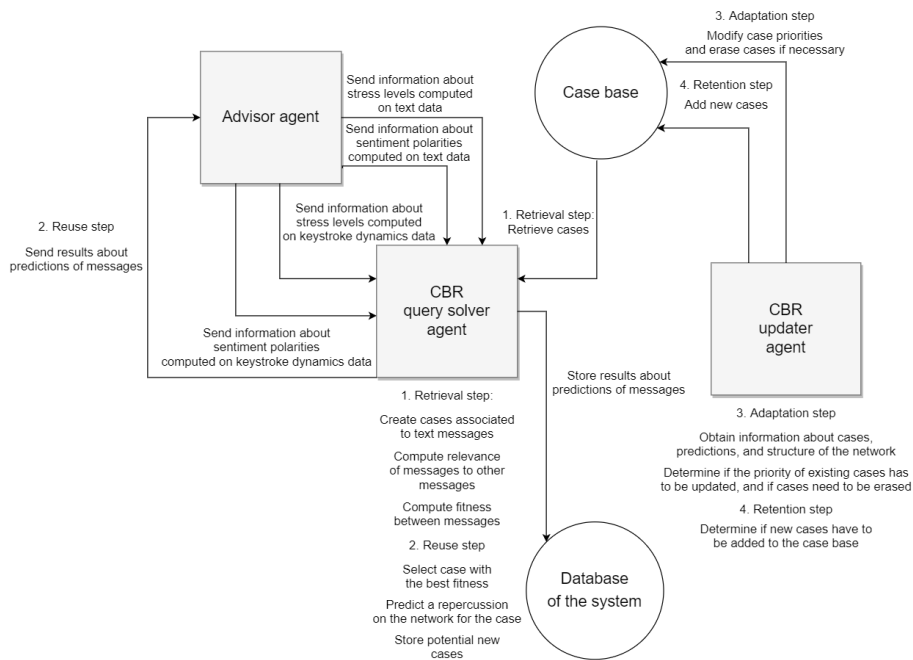 3. Adaptation step
Modify case priorities
and erase cases if necessary
Advisor agent
Send information about
stress levels computed
on text data
Send information about
sentiment polarities
computed on text data
Case base
4. Retention step
Add new cases
2. Reuse step
Send results about
predictions of messages
Send information about
stress levels computed
on keystroke dynamics data
1. Retrieval step:
Retrieve cases
CBR
query solver
agent
CBR
updater
agent
Send information about
sentiment polarities
computed on keystroke dynamics data
Store results about
predictions of messages
1. Retrieval step:
Create cases associated
to text messages
Compute relevance
of messages to other
messages
Compute fitness
between messages
2. Reuse step
Select case with
the best fitness
Predict a repercussion
on the network for the case
Store potential new
cases
3. Adaptation step
Obtain information about cases,
predictions, and structure of the network
Determine if the priority of existing cases has
to be updated, and if cases need to be erased
4. Retention step
Determine if new cases have to
be added to the case base
Database
of the system